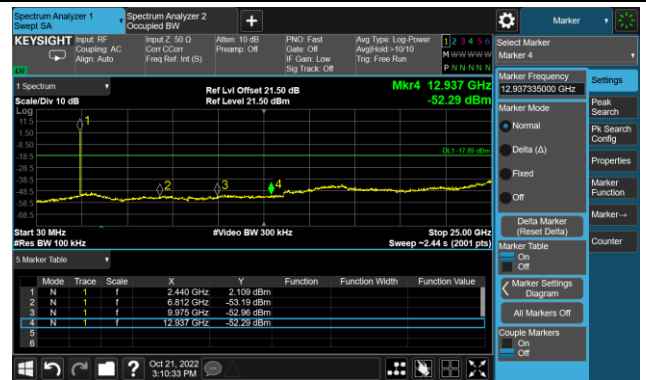 Spectrum Analyzer 1
Swept SA
Spectrum Analyzer 2
Occupied BW
Marker
KEYSIGHT
Input: RF
Coupling: AC
Align: Auto
Input Z: 50 Ω
Corr CCorr
Freq Ref: Int (S)
Atten: 10 dB
Preamp: Off
PNO: Fast
Gate: Off
IF Gain: Low
Sig Track: Off
Avg Type: Log-Power
Avg|Hold:>10/10
Trig: Free Run
1 2 3 4 5 6
M W W W W W
P N N N N N
LW
Select Marker
Marker 4
1 Spectrum
Scale/Div 10 dB
Ref Lvl Offset 21.50 dB
Ref Level 21.50 dBm
Mkr4 12.937 GHz
-52.29 dBm
Log
11.5
1.50
-8.50
-18.5
-28.5
-38.5
-48.5
-58.5
-68.5
1
2
3
4
DL1 -17.89 dBm
Start 30 MHz
#Res BW 100 kHz
#Video BW 300 kHz
Stop 25.00 GHz
Sweep ~2.44 s (2001 pts)
5 Marker Table
Mode Trace Scale X Y Function Function Width Function Value
1 N 1 f 2.440 GHz 2.109 dBm
2 N 1 f 6.812 GHz -53.19 dBm
3 N 1 f 9.975 GHz -52.96 dBm
4 N 1 f 12.937 GHz -52.29 dBm
5
6
Marker Frequency
12.937335000 GHz
Marker Mode
Normal
Delta (Δ)
Fixed
Off
Delta Marker
(Reset Delta)
Marker Table
On
Off
Marker Settings
Diagram
All Markers Off
Couple Markers
On
Off
Settings
Peak
Search
Pk Search
Config
Properties
Marker
Function
Marker→
Counter
?
Oct 21, 2022
3:10:33 PM